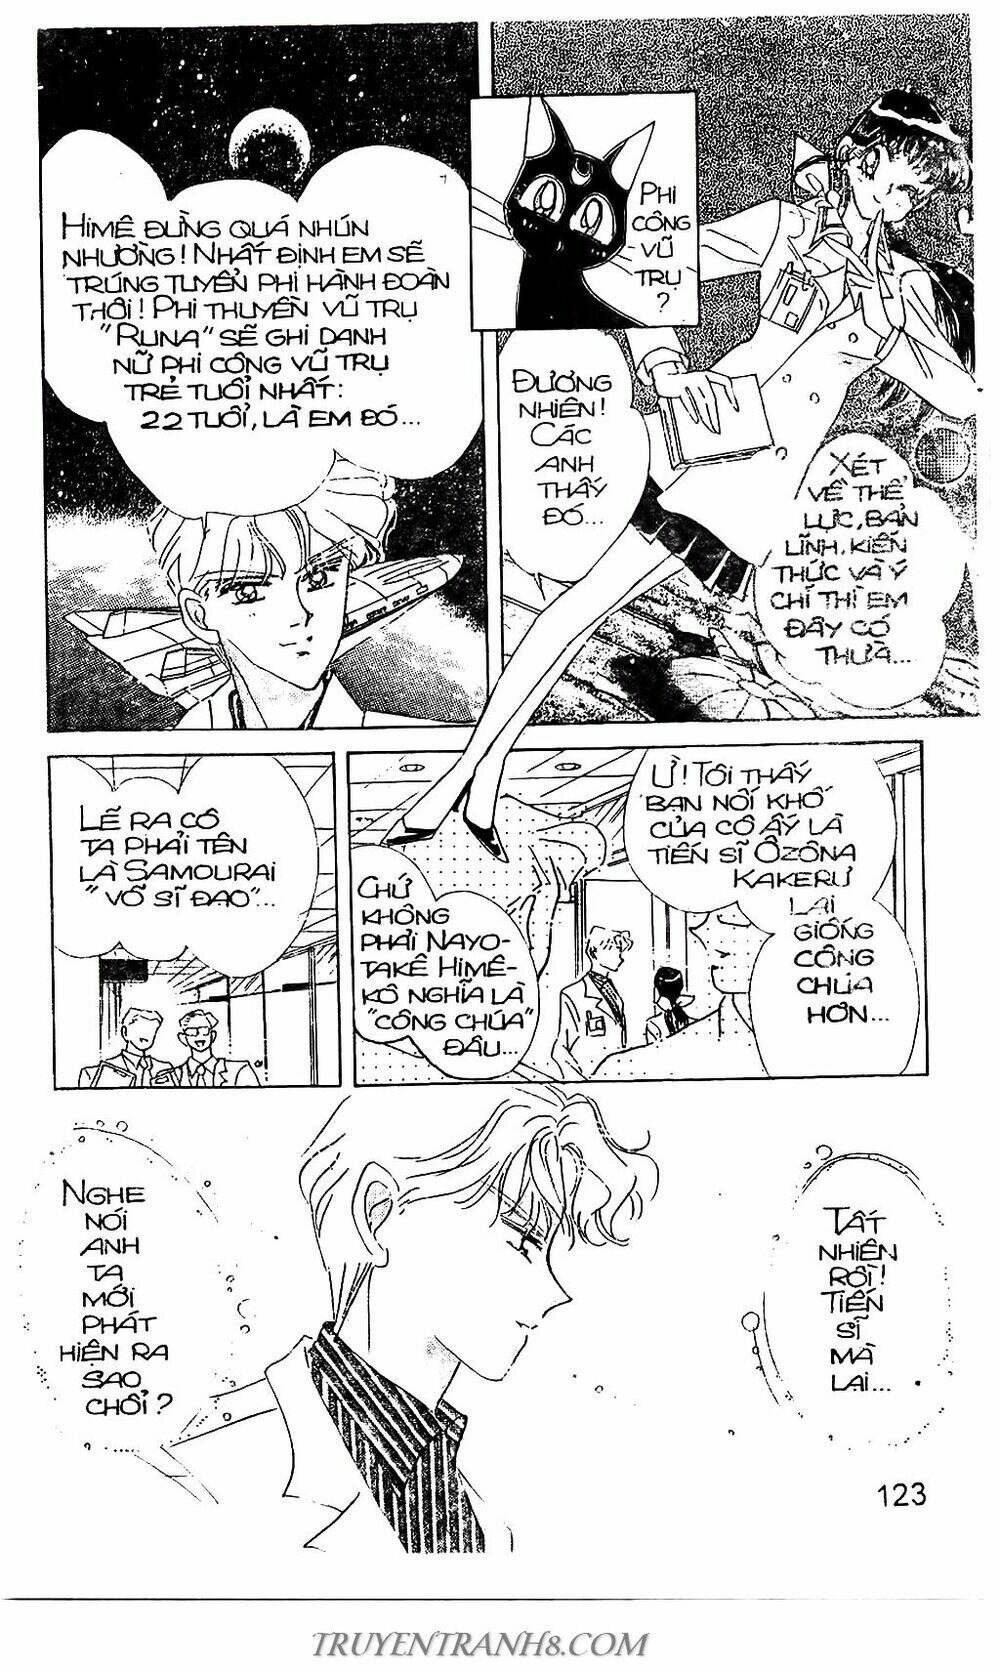 HIMÊ ĐỪNG QUÁ NHÚN
NHƯỜNG! NHẤT ĐỊNH EM SẼ
TRÚNG TUYỂN PHI HÀNH ĐOÀN
THÔI! PHI THUYỀN VŨ TRỤ
"RUNA" SẼ GHI DANH
NỮ PHI CÔNG VŨ TRỤ
TRẺ TUỔI NHẤT:
22 TUỔI, LÀ EM ĐÓ...
PHI
CÔNG
VŨ
TRỤ
?
ĐƯƠNG
NHIÊN!
CÁC
ANH
THẤY
ĐÓ...
XÉT
VỀ THỂ
LỰC, BẢN
LĨNH, KIẾN
THỨC VÀ Ý
CHÍ THÌ EM
ĐÂY CÓ
THỪA...
LẼ RA CÔ
TA PHẢI TÊN
LÀ SAMOURAI
"VÕ SĨ ĐẠO"...
CHỨ
KHÔNG
PHẢI NAYO-
TAKÊ HIMÊ-
KÔ NGHĨA LÀ
"CÔNG CHÚA"
ĐÂU...
Ừ! TÔI THẤY
BẠN NỐI KHỐ
CỦA CÔ ẤY LÀ
TIẾN SĨ ÔZÔNA
KAKERƯ
LẠI
GIỐNG
CÔNG
CHÚA
HƠN...
NGHE
NÓI
ANH
TA
MỚI
PHÁT
HIỆN RA
SAO
CHỔI?
TẤT
NHIÊN
RỒI!
TIẾN
SĨ
MÀ
LẠI...
123
TRUYENTRANH8.COM